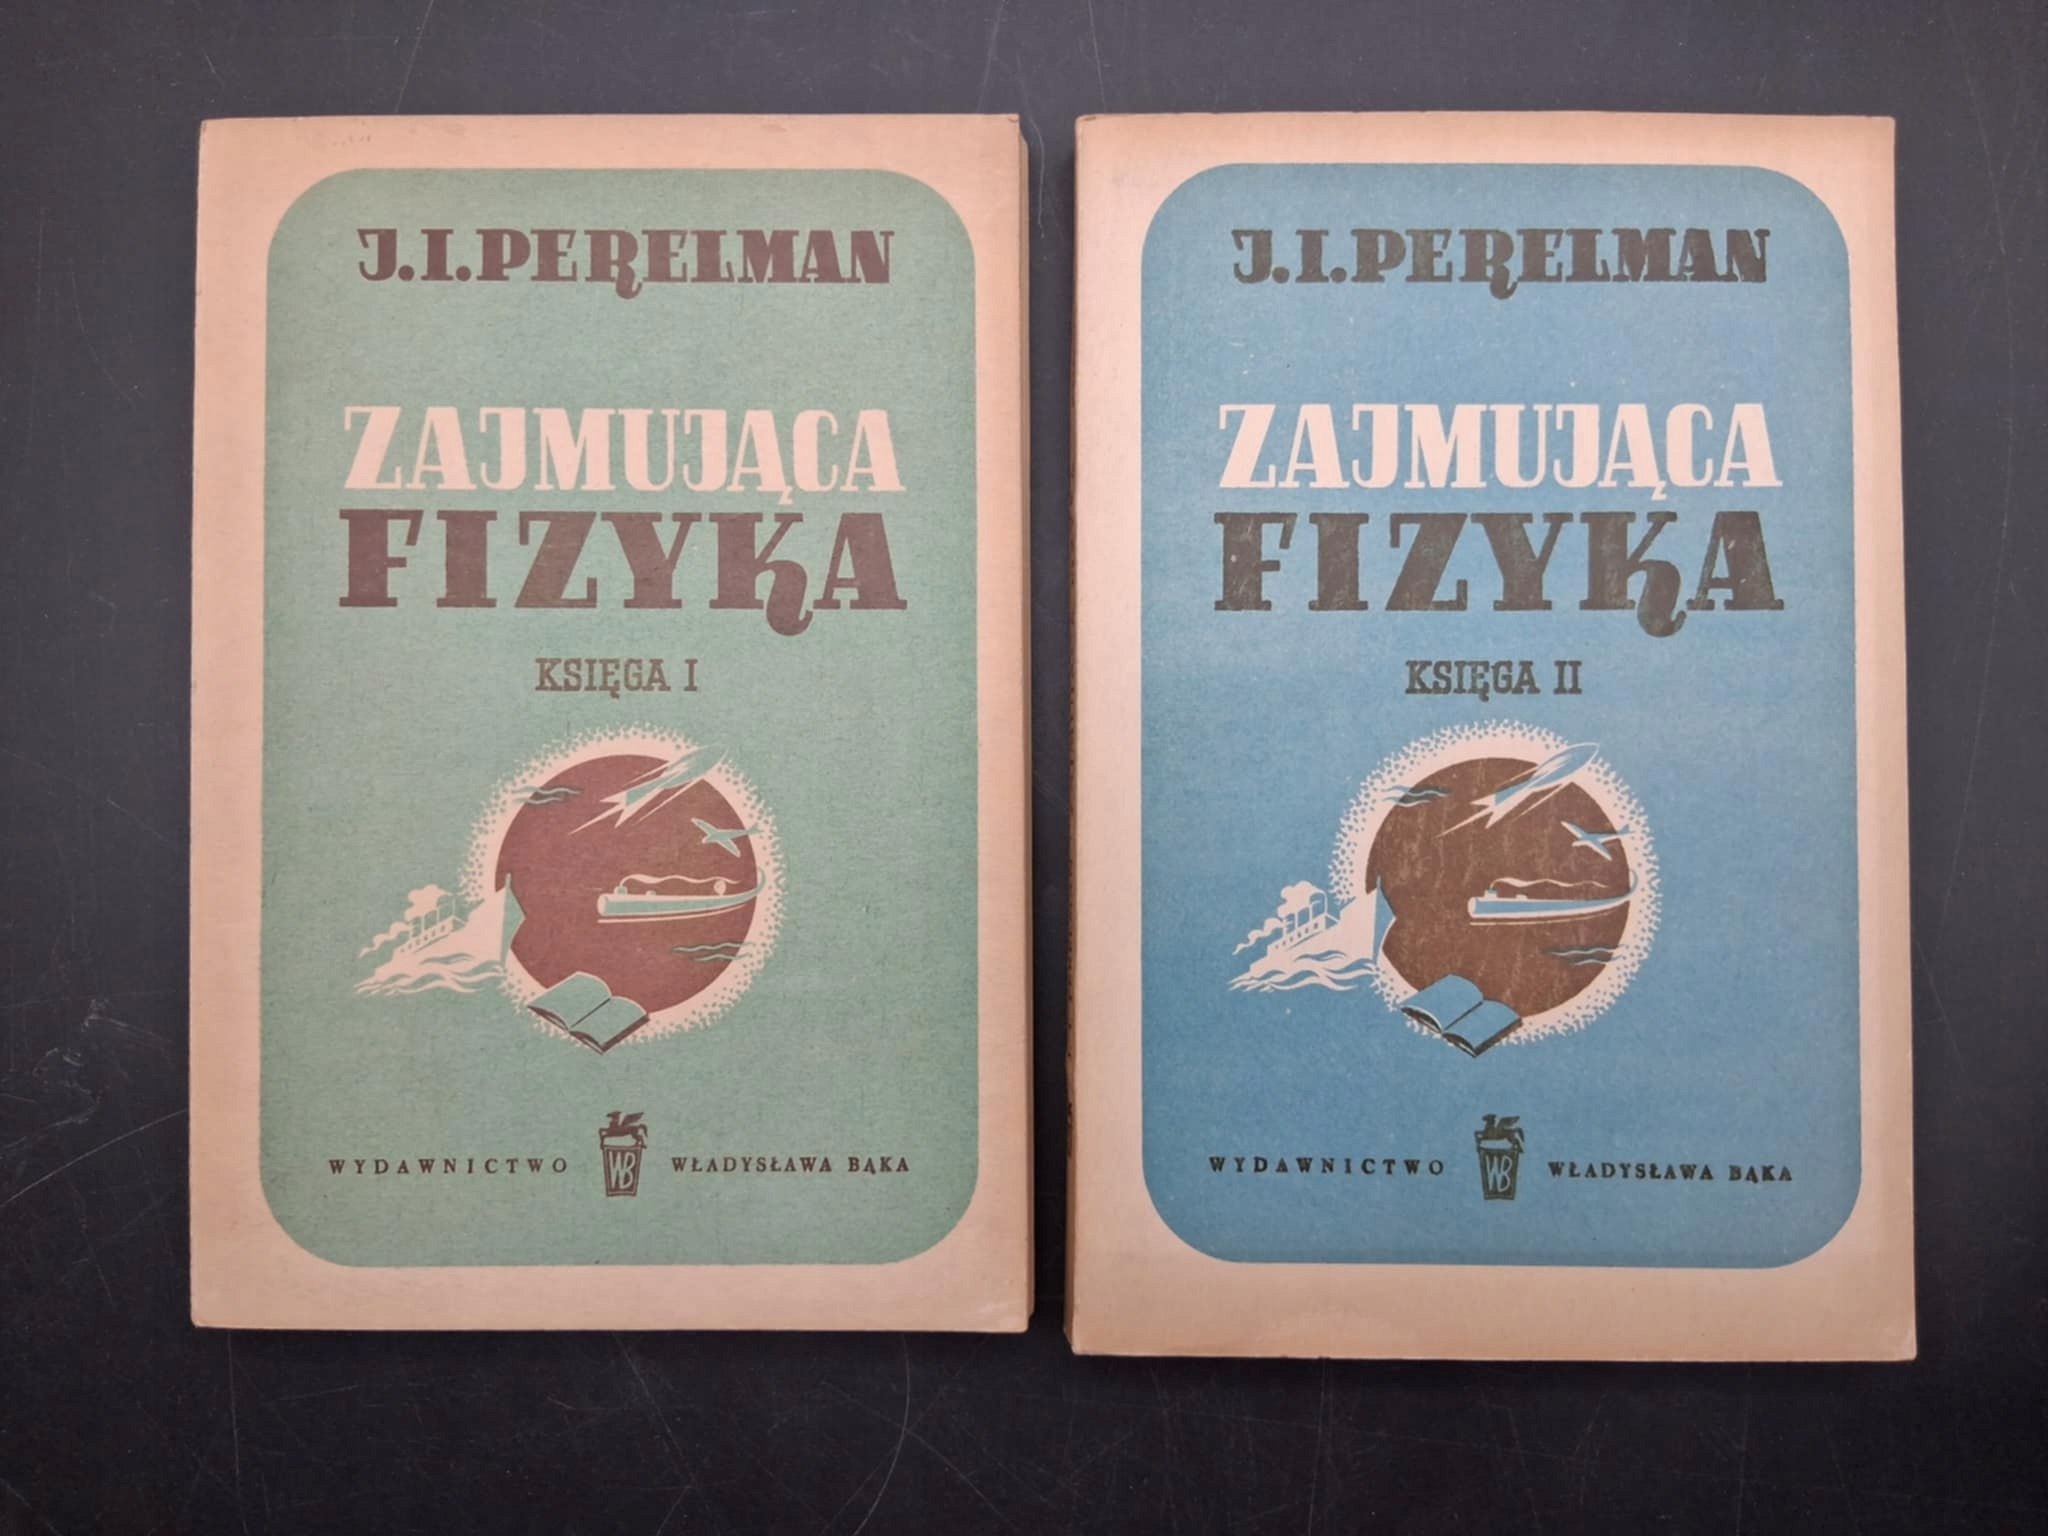 J.I.PERELMAN
ZAJMUJĄCA
FIZYKA
KSIĘGA I
WYDAWNICTWO WB WŁADYSŁAWA BĄKA
J.I.PERELMAN
ZAJMUJĄCA
FIZYKA
KSIĘGA II
WYDAWNICTWO WB WŁADYSŁAWA BĄKA